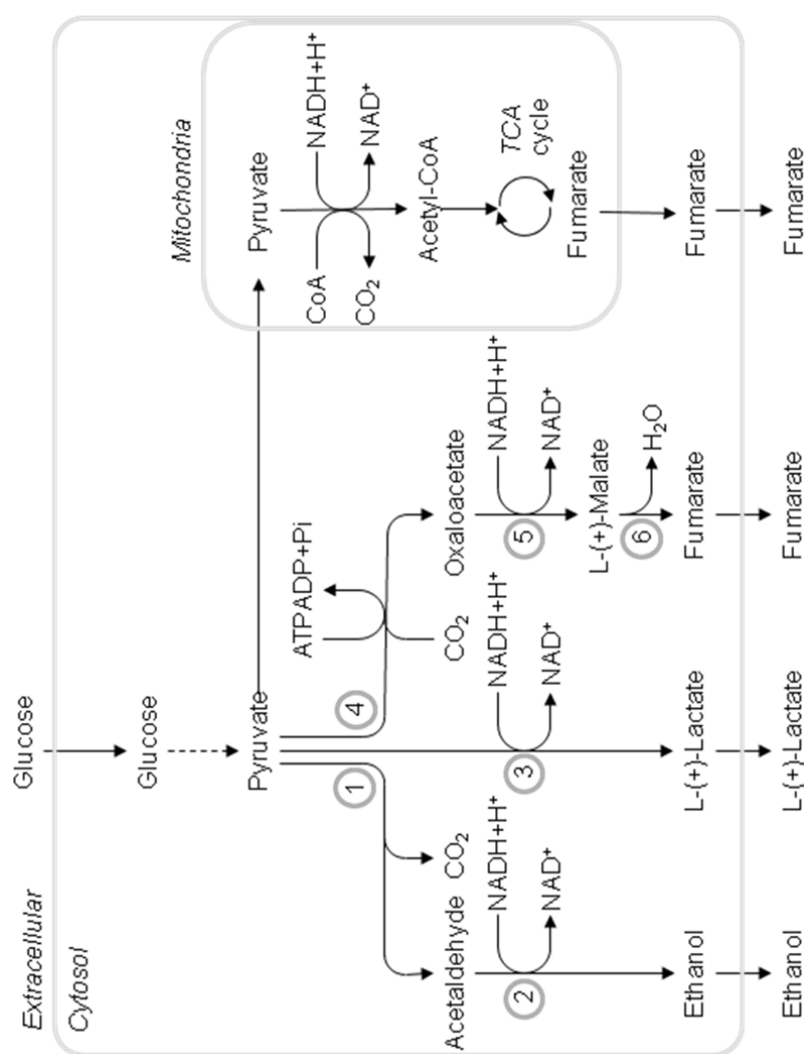 Extracellular
Cytosol
Glucose
Glucose
Pyruvate
Mitochondria
Pyruvate
CoA
NADH+H⁺
CO₂
NAD⁺
Acetyl-CoA
TCA
cycle
Fumarate
Fumarate
Fumarate
1
CO₂
Acetaldehyde
2
NADH+H⁺
NAD⁺
Ethanol
Ethanol
3
NADH+H⁺
NAD⁺
L-(+)-Lactate
L-(+)-Lactate
4
ATPADP+Pi
CO₂
Oxaloacetate
5
NADH+H⁺
NAD⁺
L-(+)-Malate
6
H₂O
Fumarate
Fumarate